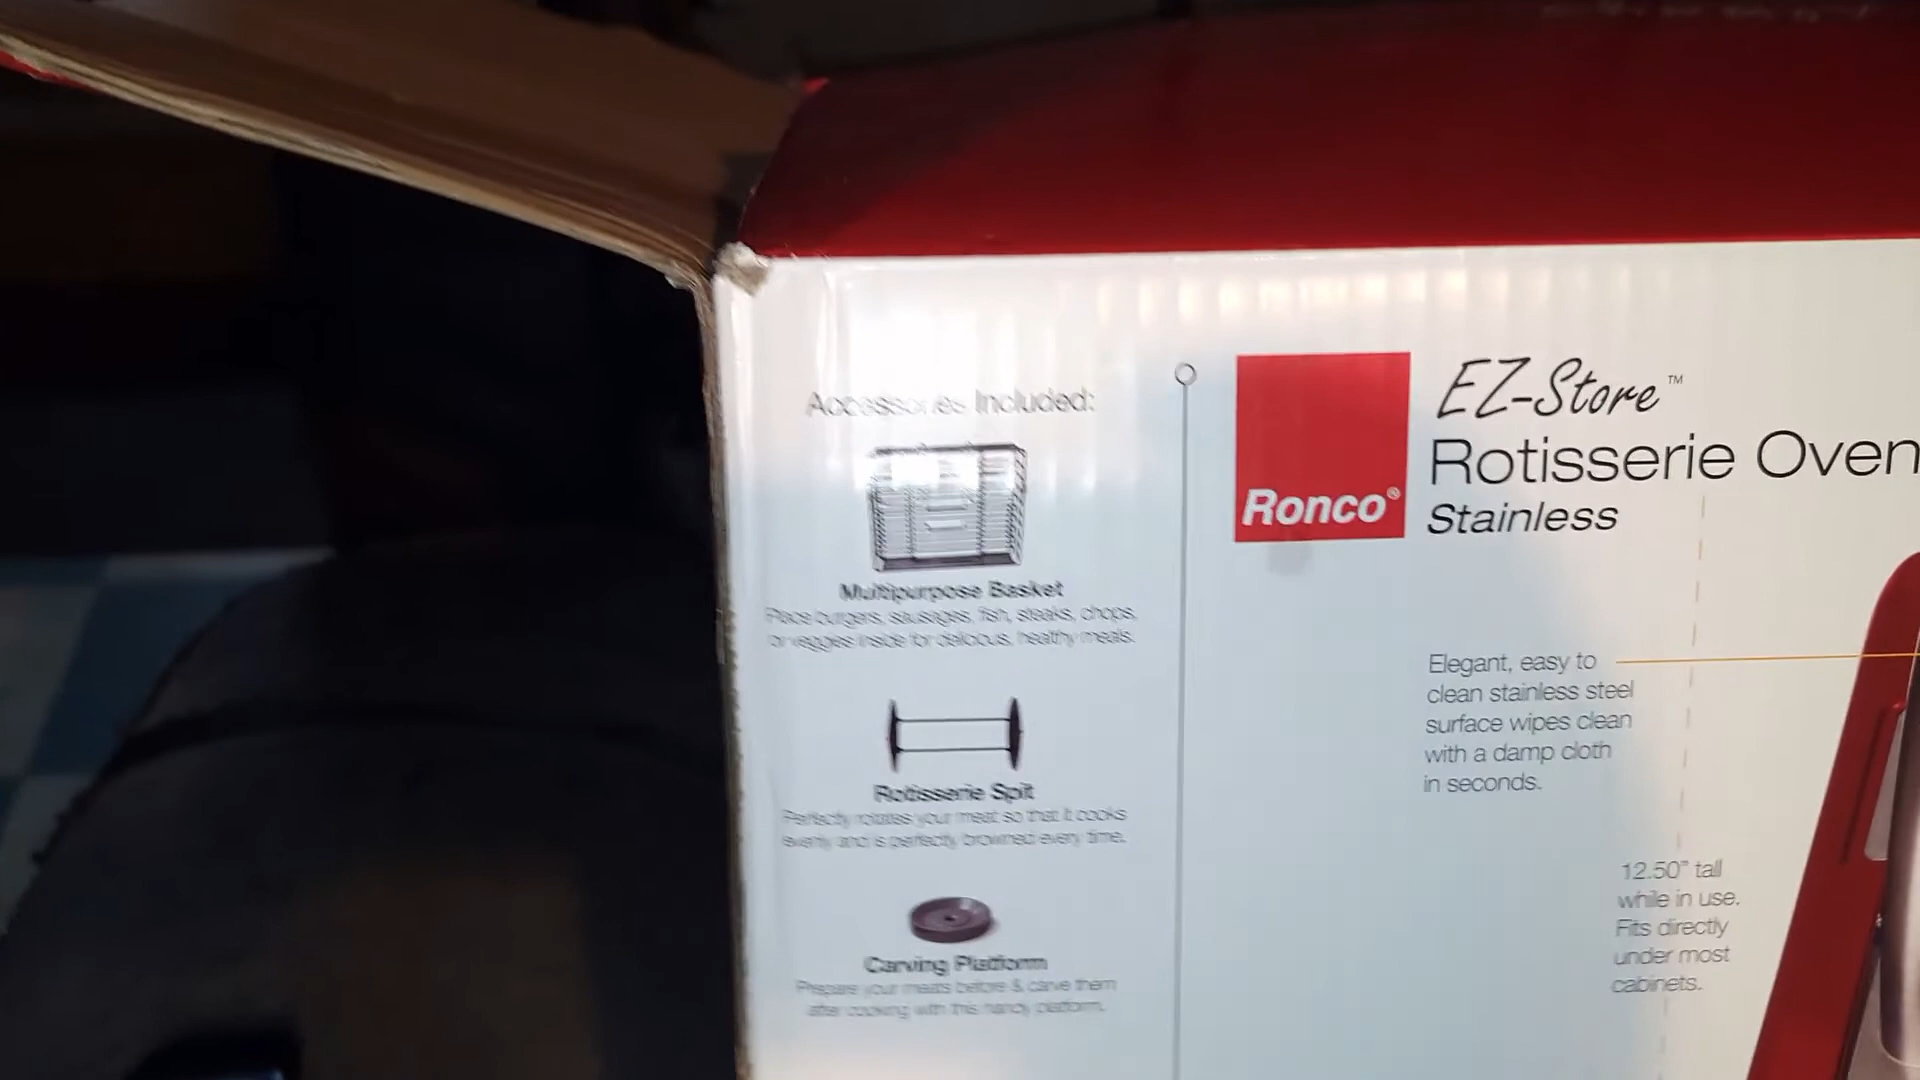 Accessories Included:
Multipurpose Basket
Place burgers, sausages, fish, steaks, chops,
or veggies inside for delicious, healthy meals.
Rotisserie Spit
Perfectly rotates your meat so that it cooks
evenly and is perfectly browned every time.
Carving Platform
Prepare your meats before & carve them
after cooking with this handy platform.
Ronco®
EZ-Store™
Rotisserie Oven
Stainless
Elegant, easy to
clean stainless steel
surface wipes clean
with a damp cloth
in seconds.
12.50" tall
while in use.
Fits directly
under most
cabinets.